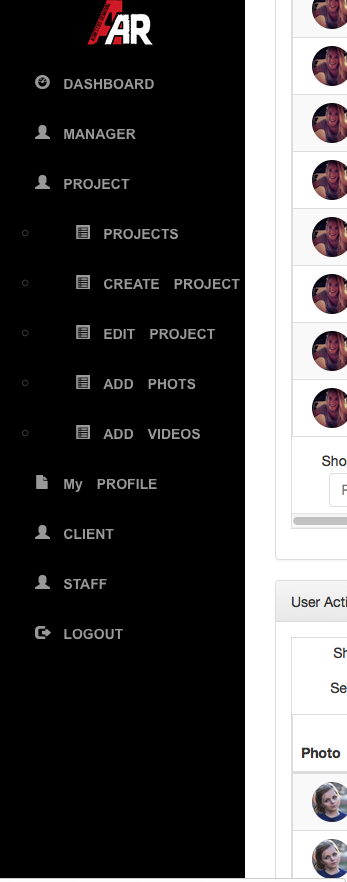 AAR
DASHBOARD
MANAGER
PROJECT
PROJECTS
CREATE PROJECT
EDIT PROJECT
ADD PHOTS
ADD VIDEOS
My PROFILE
CLIENT
STAFF
LOGOUT
Sho
F
User Acti
Sh
Se
Photo